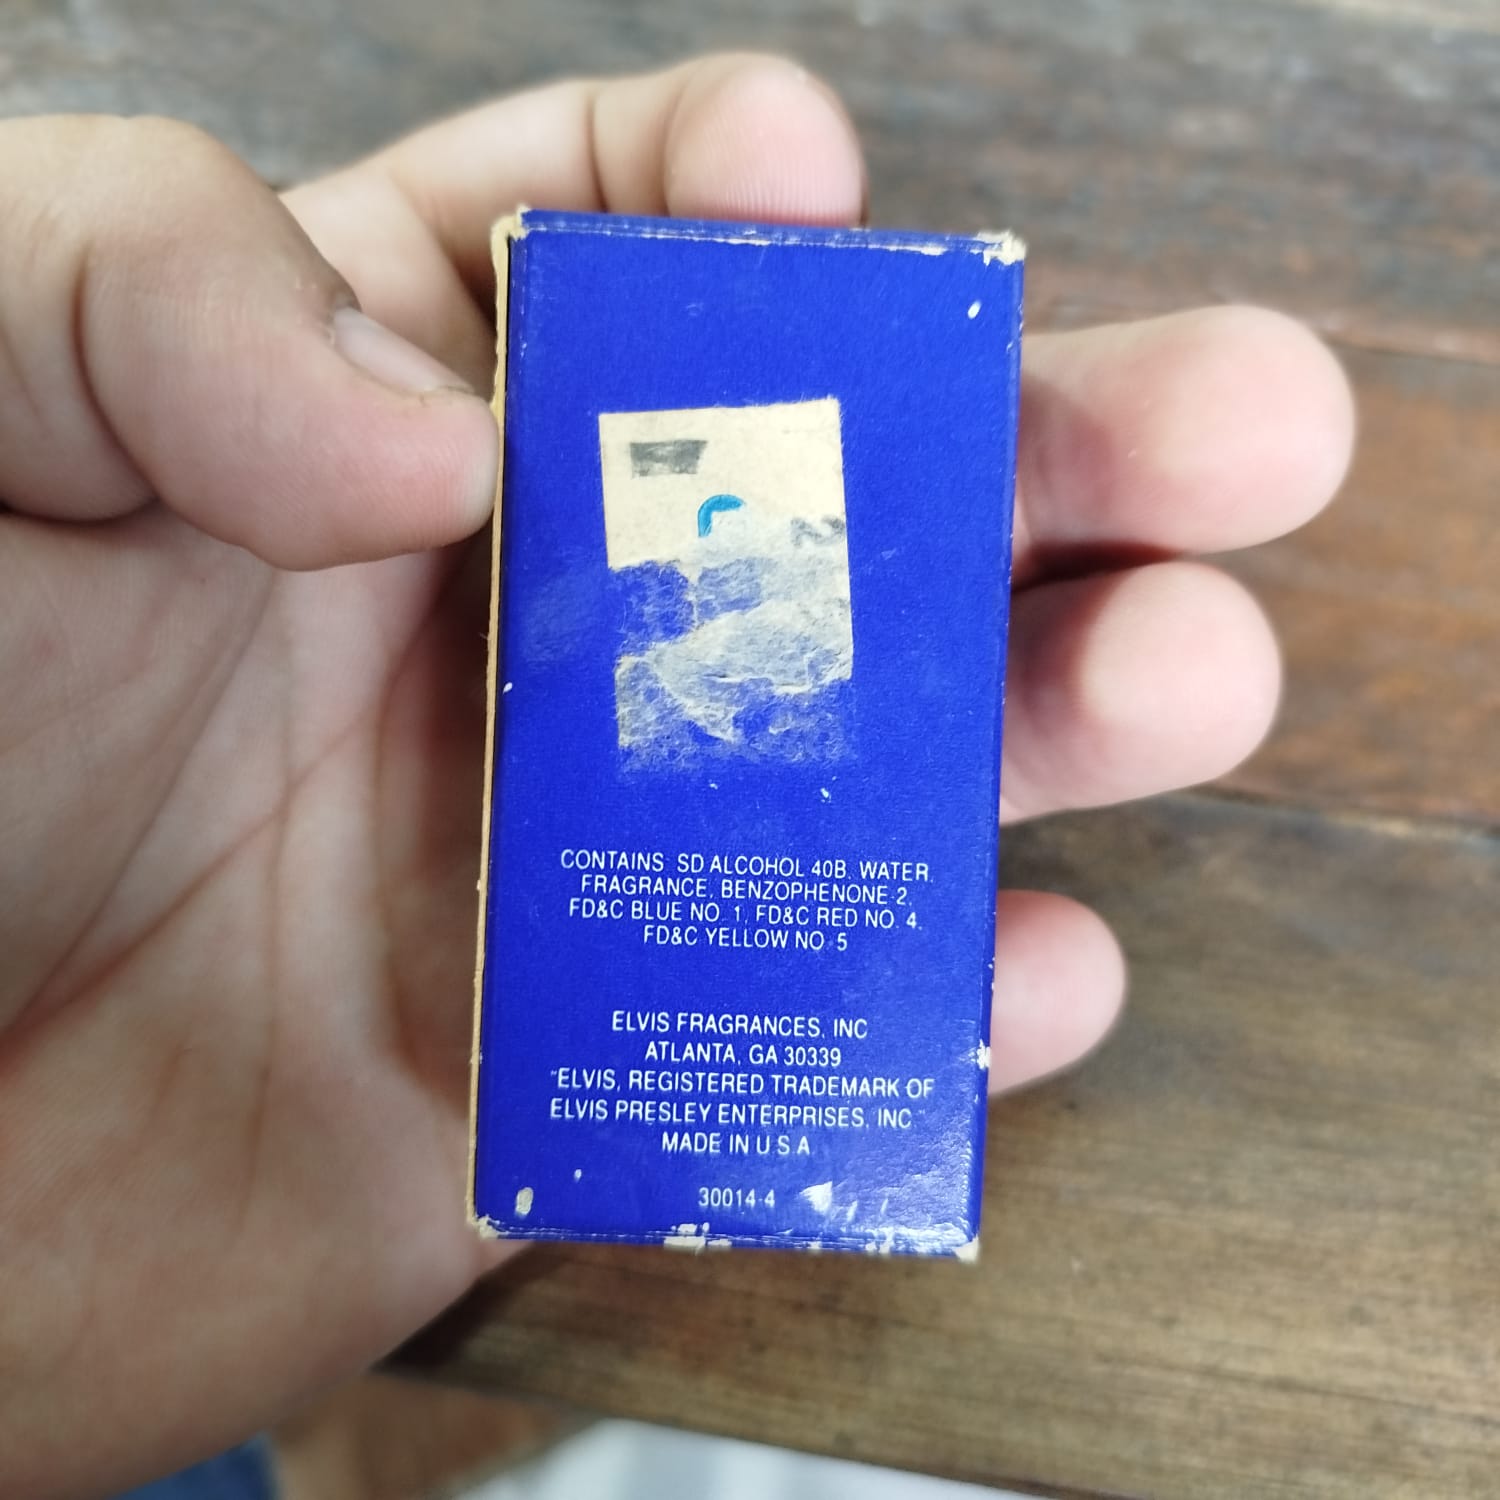 CONTAINS SD ALCOHOL 40B, WATER,
FRAGRANCE, BENZOPHENONE-2,
FD&C BLUE NO. 1, FD&C RED NO. 4,
FD&C YELLOW NO. 5
ELVIS FRAGRANCES, INC
ATLANTA, GA 30339
"ELVIS, REGISTERED TRADEMARK OF
ELVIS PRESLEY ENTERPRISES, INC."
MADE IN U.S.A.
30014-4